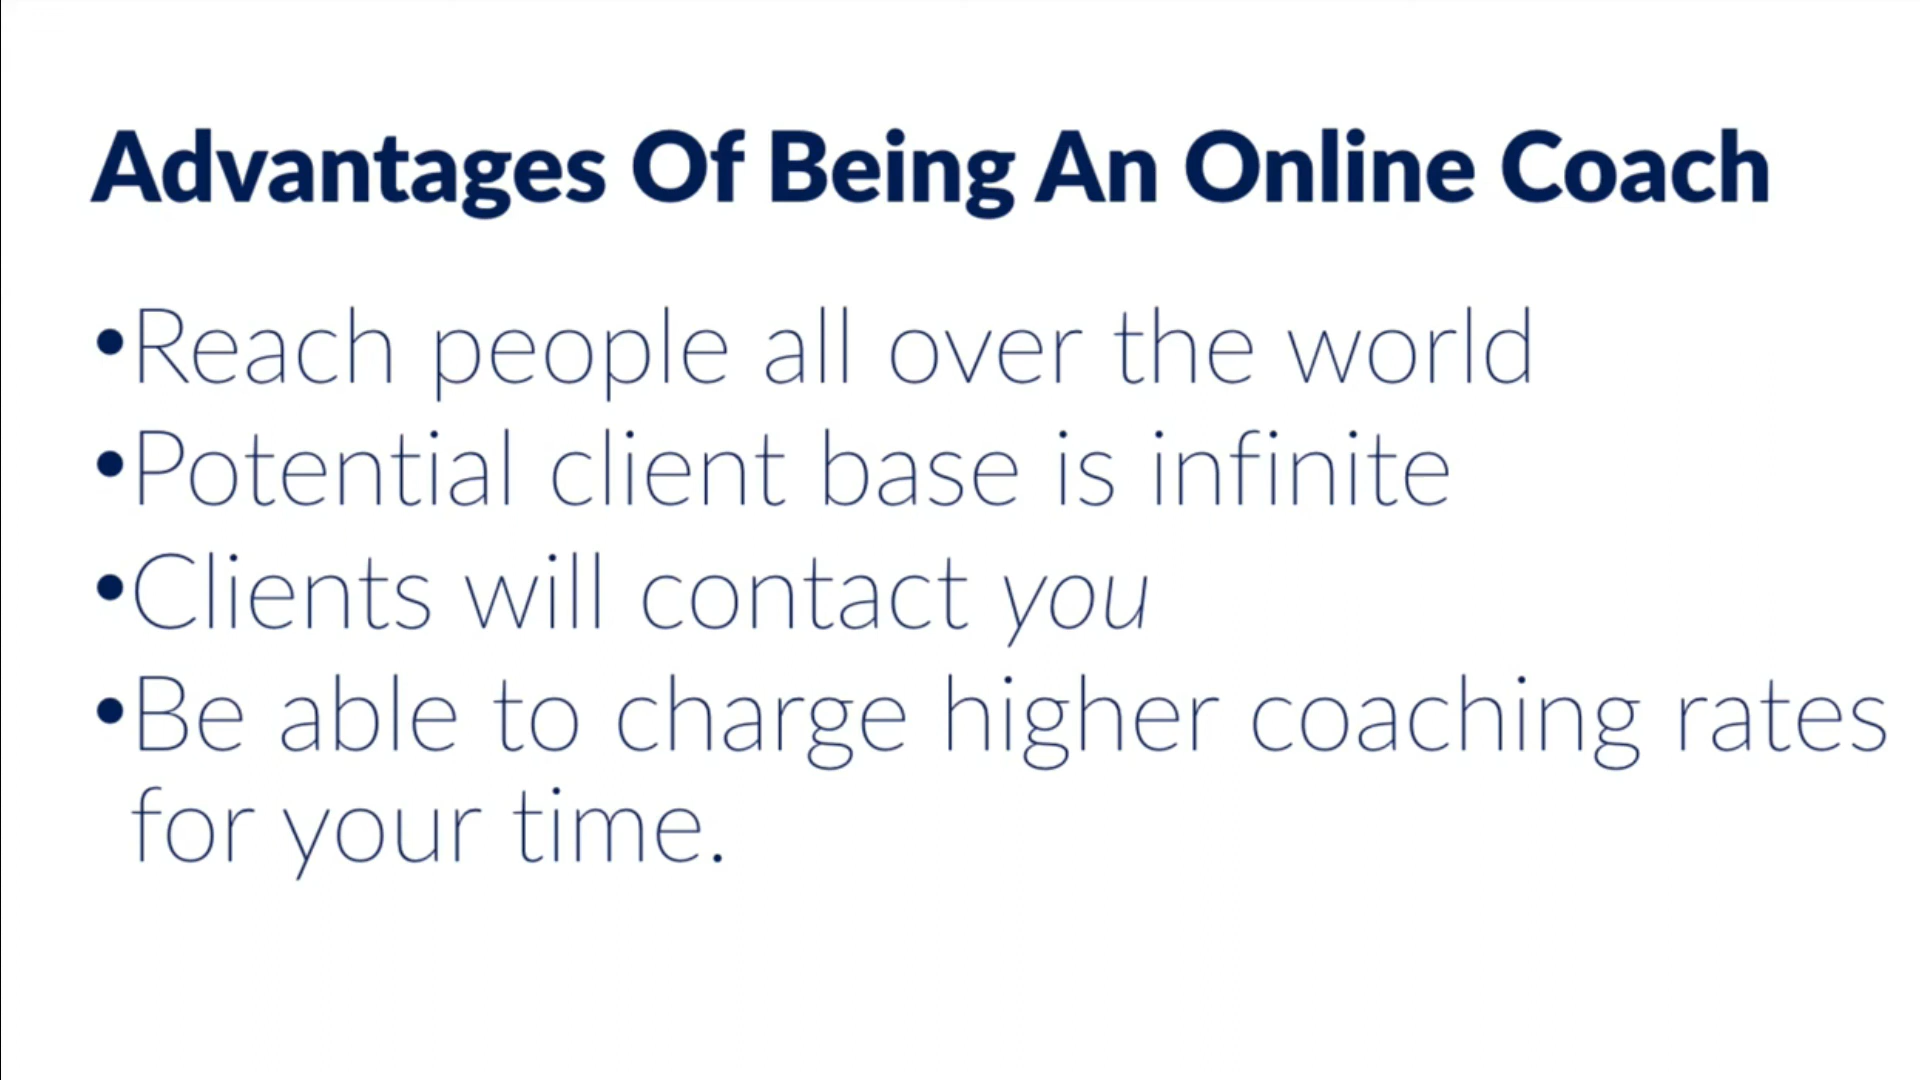 Advantages Of Being An Online Coach
•Reach people all over the world
•Potential client base is infinite
•Clients will contact you
•Be able to charge higher coaching rates
for your time.